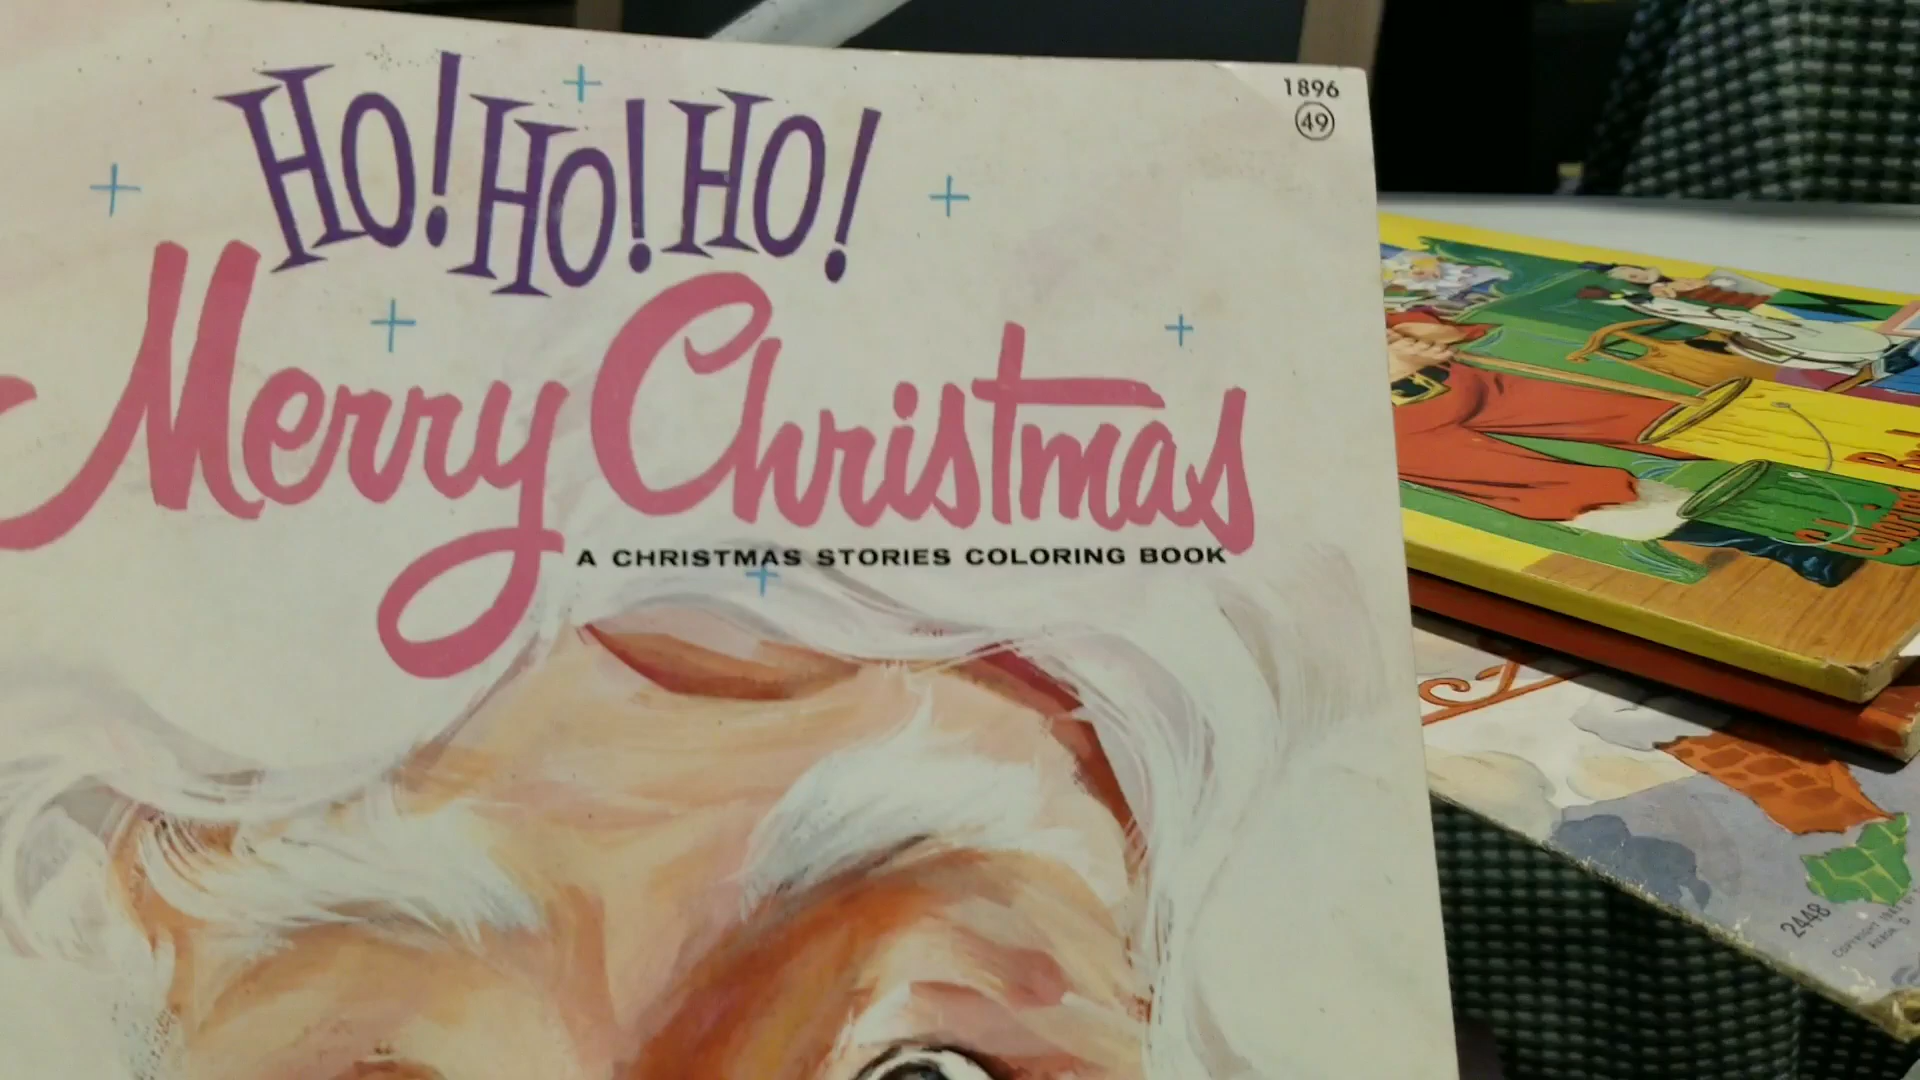 Ho! Ho! Ho!
1896
49
Merry Christmas
A CHRISTMAS STORIES COLORING BOOK
2448